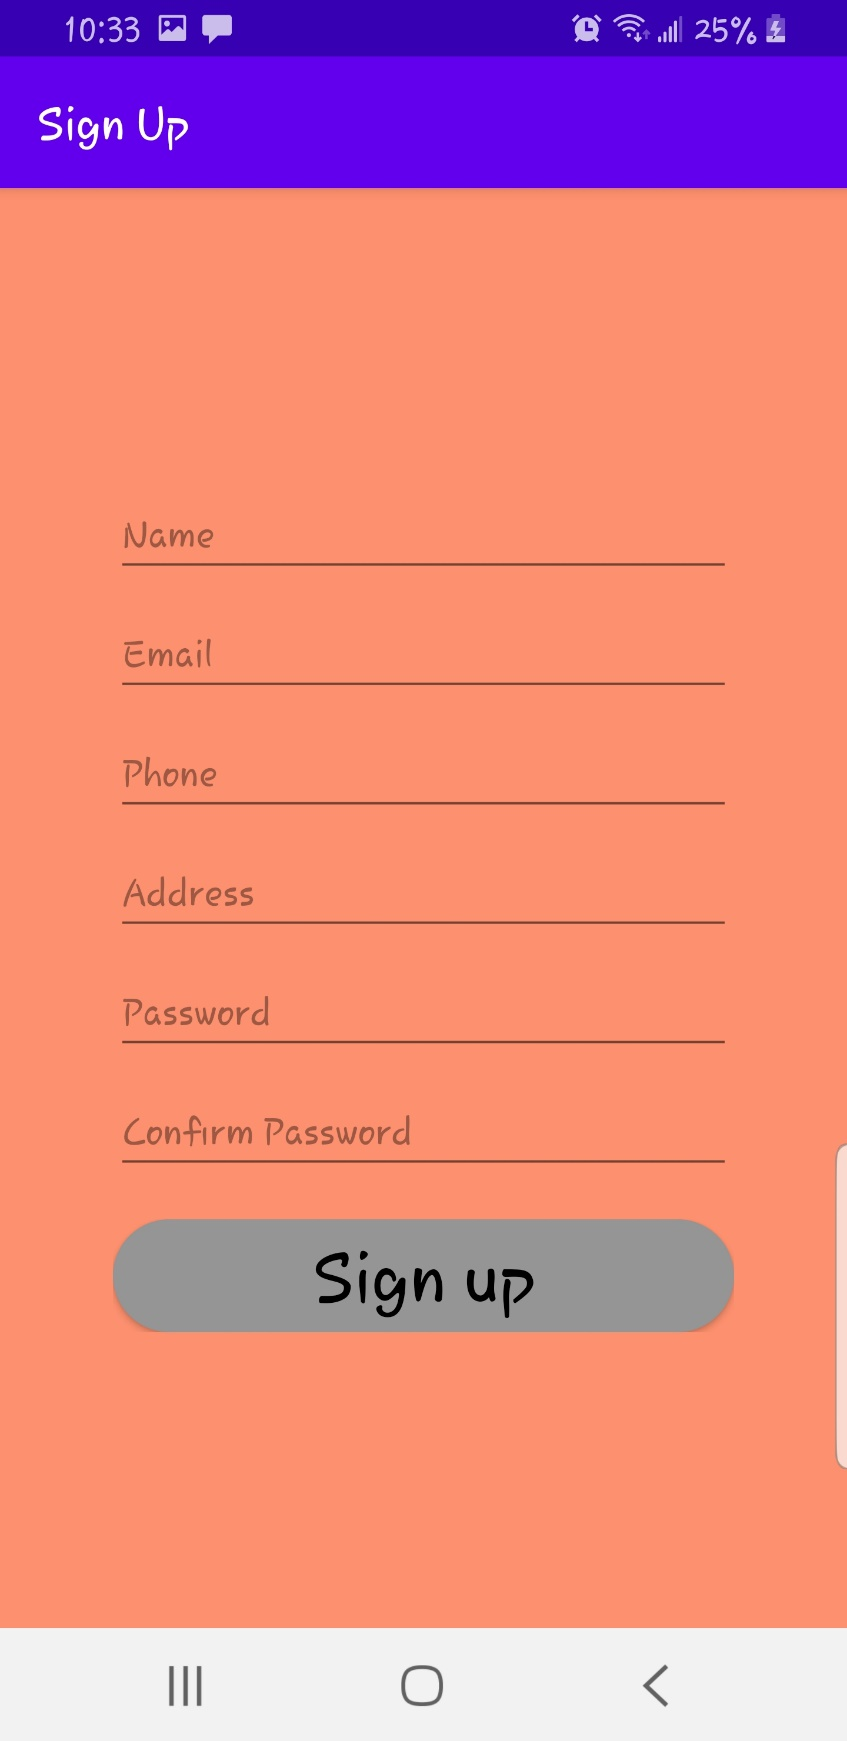 10:33 25%
Sign Up
Name
Email
Phone
Address
Password
Confirm Password
Sign up